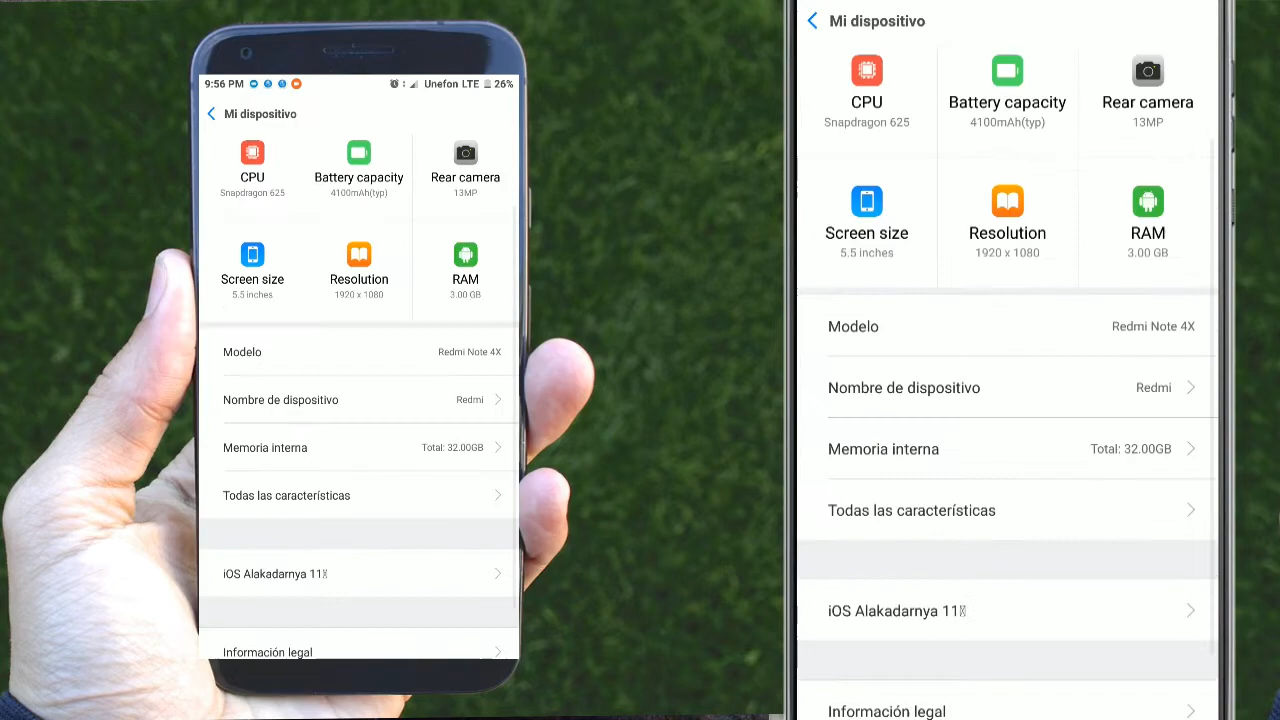 9:56 PM Unefon LTE 26%
Mi dispositivo
CPU Battery capacity Rear camera
Snapdragon 625 4100mAh(typ) 13MP
Screen size Resolution RAM
5.5 inches 1920 x 1080 3.00 GB
Modelo Redmi Note 4X
Nombre de dispositivo Redmi
Memoria interna Total: 32.00GB
Todas las características
iOS Alakadarnya 11
Información legal
Mi dispositivo
CPU Battery capacity Rear camera
Snapdragon 625 4100mAh(typ) 13MP
Screen size Resolution RAM
5.5 inches 1920 x 1080 3.00 GB
Modelo Redmi Note 4X
Nombre de dispositivo Redmi
Memoria interna Total: 32.00GB
Todas las características
iOS Alakadarnya 11
Información legal